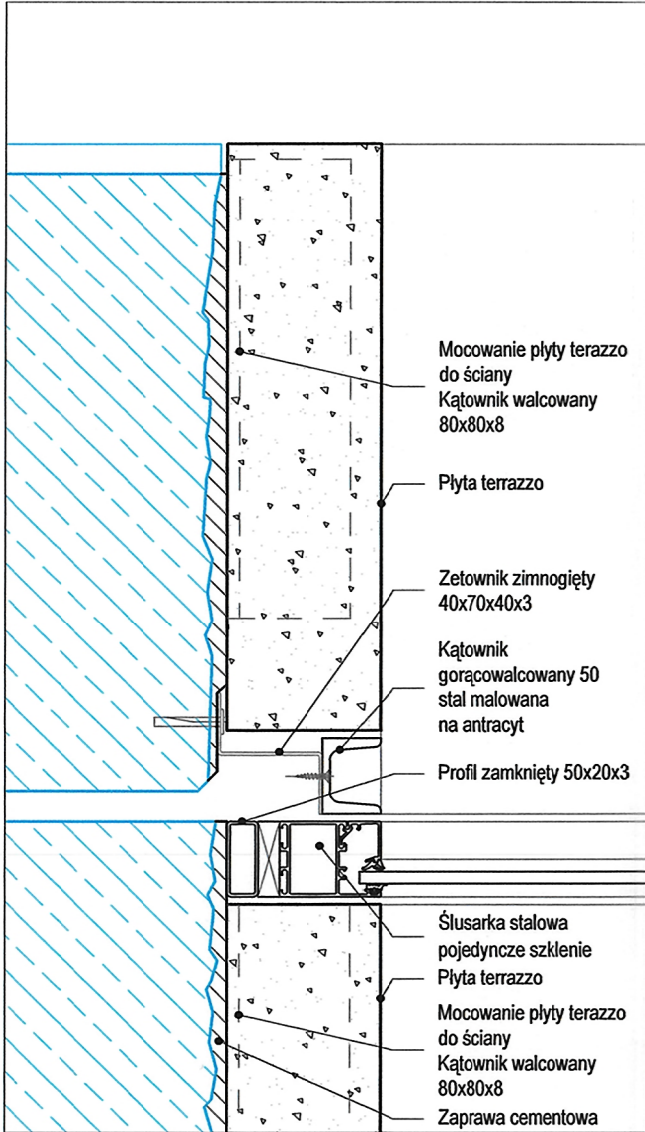 Mocowanie płyty terazzo
do ściany
Kątownik walcowany
80x80x8
Płyta terrazzo
Zetownik zimnogięty
40x70x40x3
Kątownik
gorącowalcowany 50
stal malowana
na antracyt
Profil zamknięty 50x20x3
Ślusarka stalowa
pojedyncze szklenie
Płyta terrazzo
Mocowanie płyty terazzo
do ściany
Kątownik walcowany
80x80x8
Zaprawa cementowa